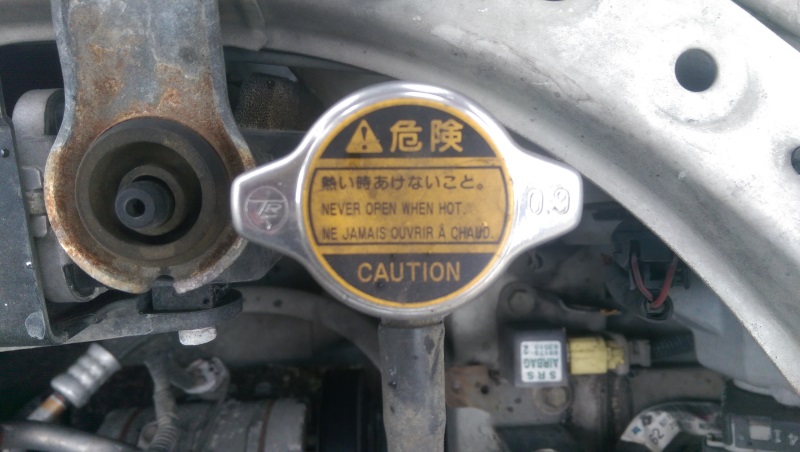 危険
熱い時あけないこと。
NEVER OPEN WHEN HOT.
NE JAMAIS OUVRIR À CHAUD.
CAUTION
0.9
SRS
AIRBAG